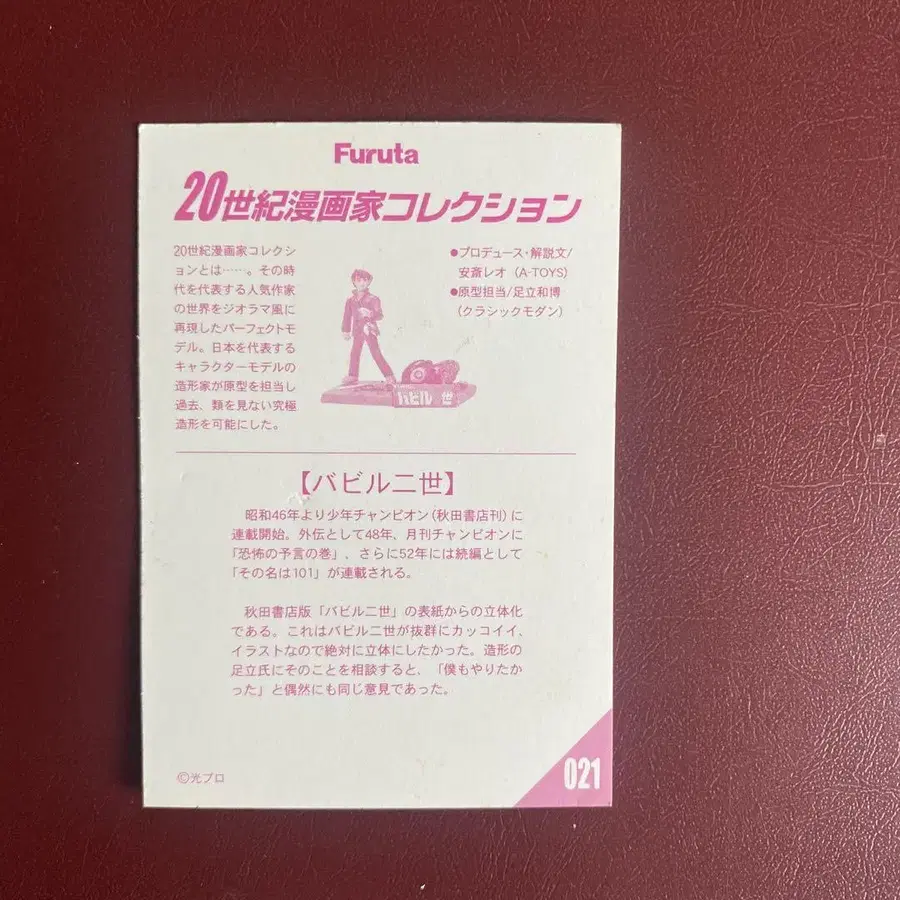 Furuta
20世紀漫画家コレクション
20世紀漫画家コレクシ
ョンとは……。その時
代を代表する人気作家
の世界をジオラマ風に
再現したパーフェクトモ
デル。日本を代表する
キャラクターモデルの
造形家が原型を担当し
過去、類を見ない究極
造形を可能にした。
●プロデュース・解説文/
安斎レオ（A-TOYS）
●原型担当/足立和博
（クラシックモダン）
バビル 世
【バビル二世】
昭和46年より少年チャンピオン（秋田書店刊）に
連載開始。外伝として48年、月刊チャンピオンに
「恐怖の予言の巻」、さらに52年には続編として
「その名は101」が連載される。
秋田書店版「バビル二世」の表紙からの立体化
である。これはバビル二世が抜群にカッコイイ、
イラストなので絶対に立体にしたかった。造形の
足立氏にそのことを相談すると、「僕もやりたか
った」と偶然にも同じ意見であった。
©光プロ
021